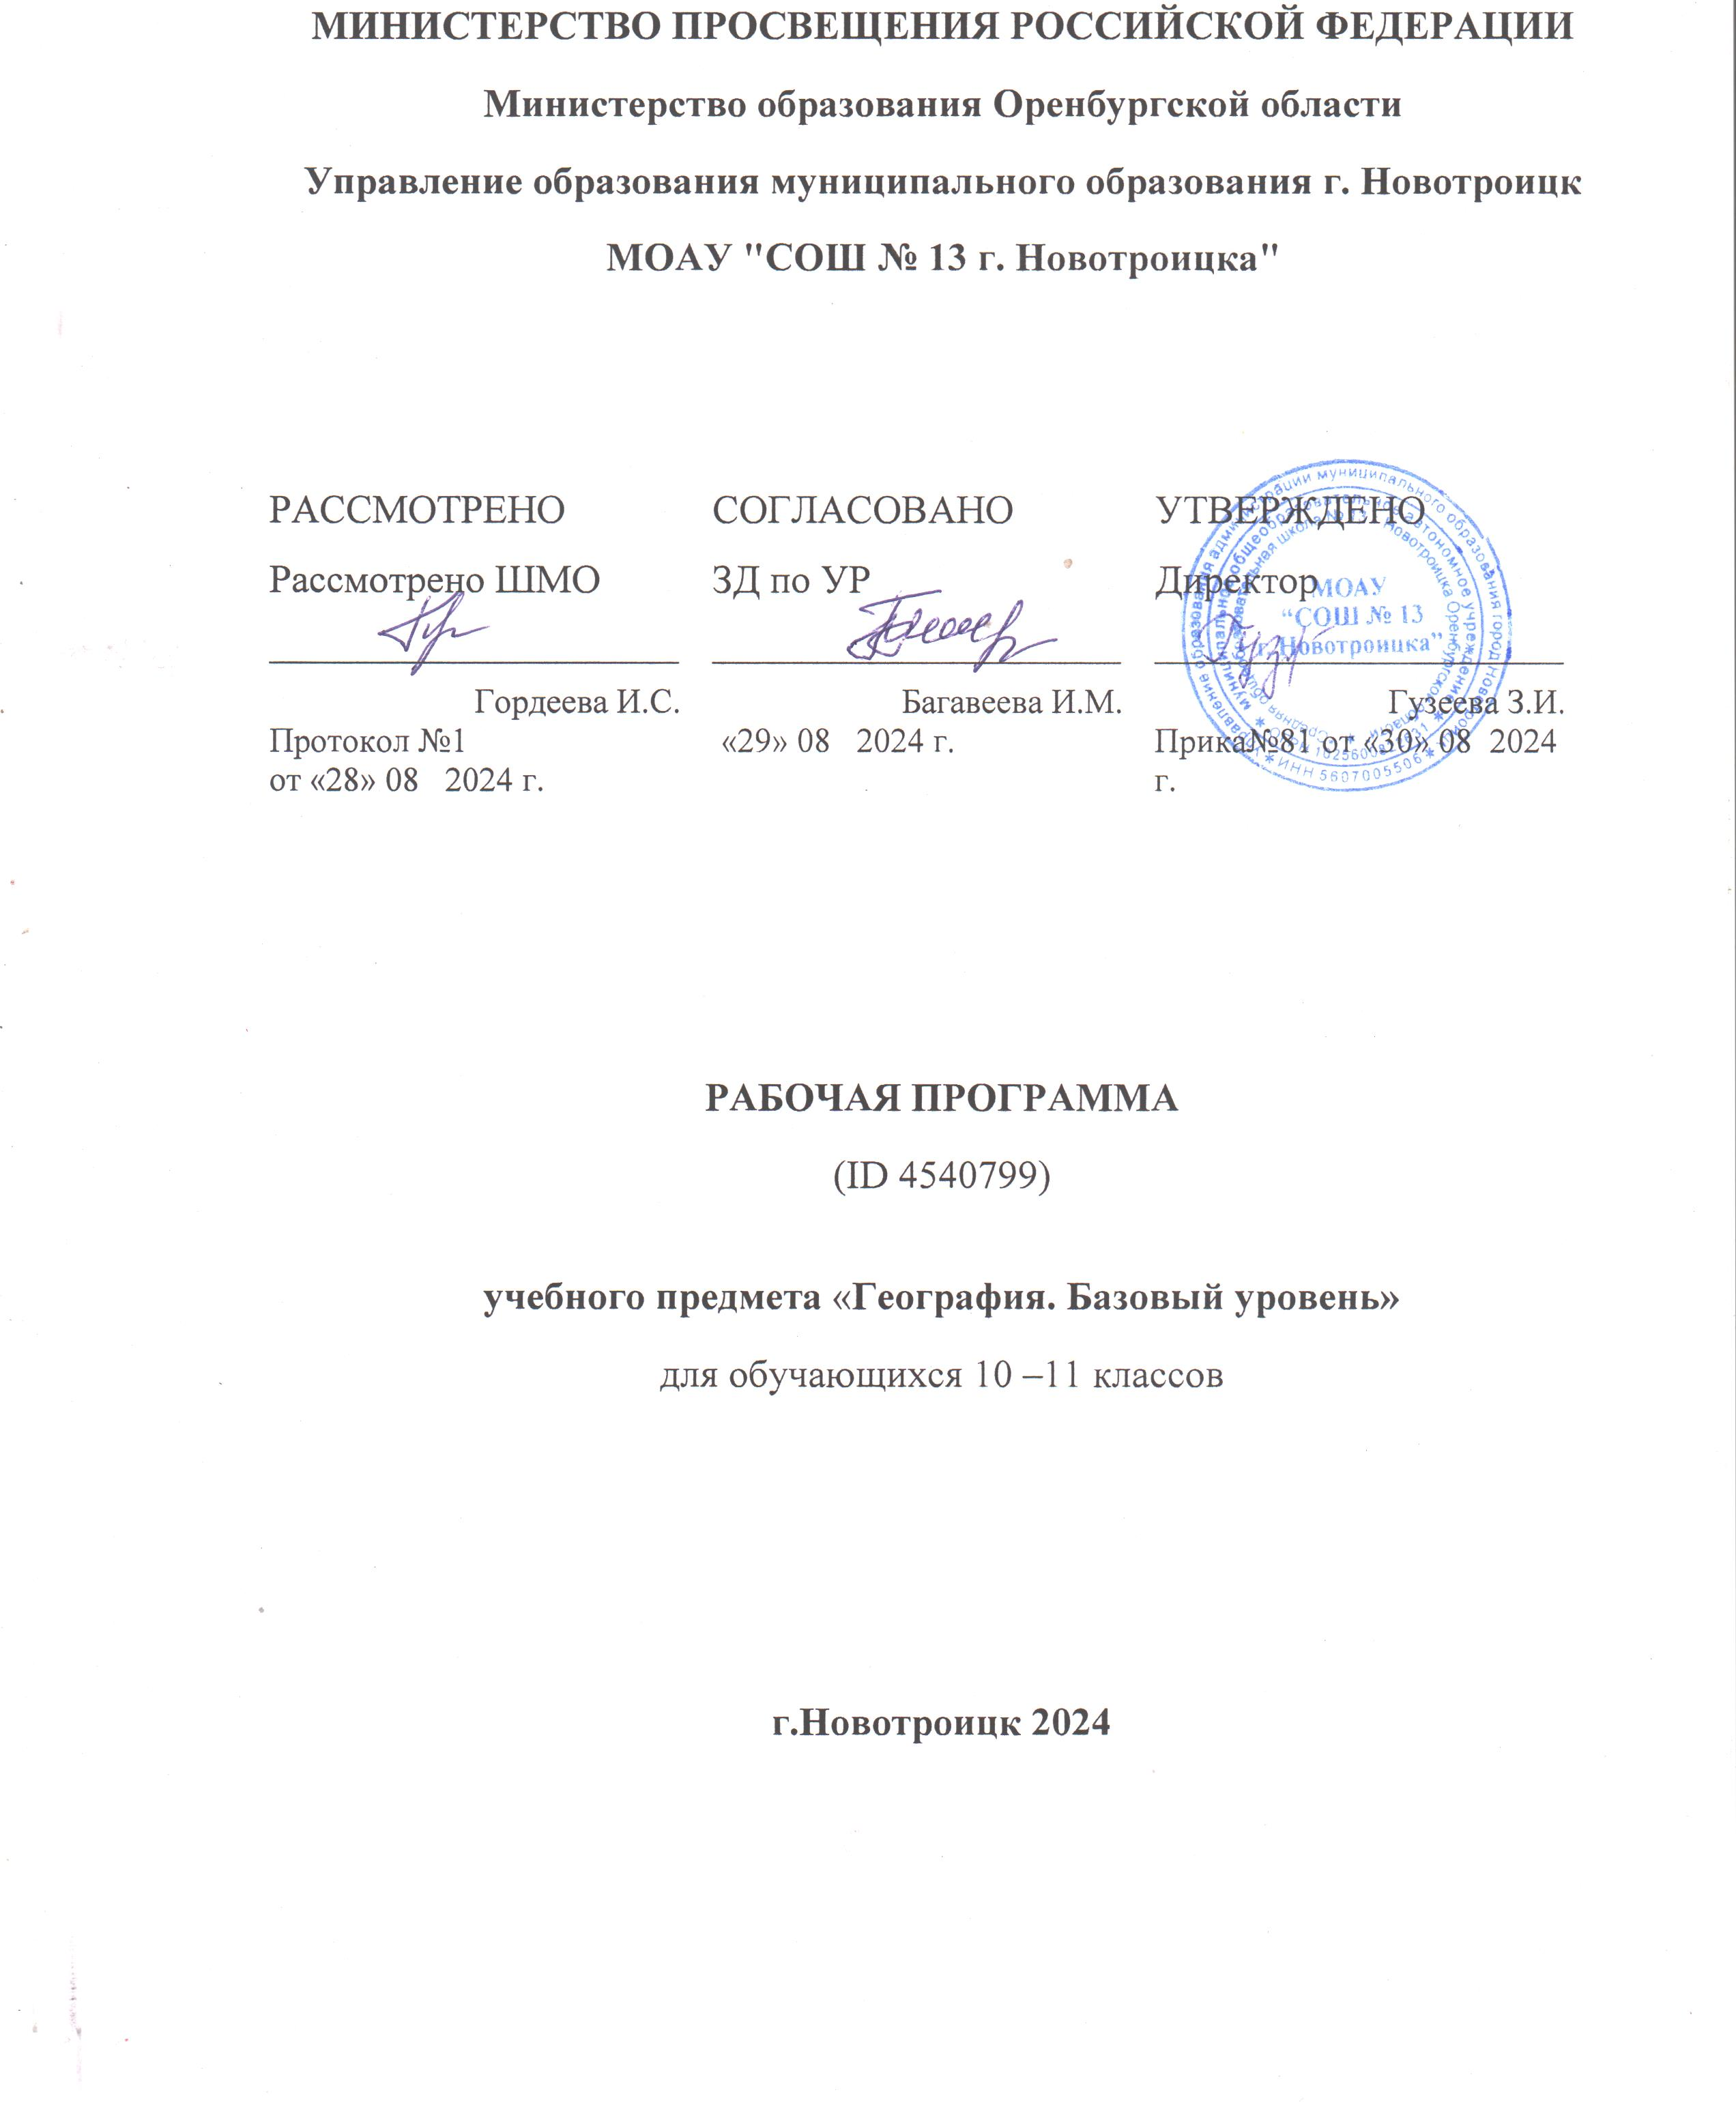 МИНИСТЕРСТВО ПРОСВЕЩЕНИЯ РОССИЙСКОЙ ФЕДЕРАЦИИ
Министерство образования Оренбургской области
Управление образования муниципального образования г. Новотроицк
МОАУ "СОШ № 13 г. Новотроицка"
РАССМОТРЕНО
Рассмотрено ШМО
Гордеева И.С.
Протокол №1
от «28» 08 2024 г.
СОГЛАСОВАНО
ЗД по УР
Багавеева И.М.
«29» 08 2024 г.
УТВЕРЖДЕНО
Директор
Гузеева З.И.
Прика№81 от «30» 08 2024
г.
МОАУ
“СОШ № 13
г. Новотроицка”
ИНН 5607005506
РАБОЧАЯ ПРОГРАММА
(ID 4540799)
учебного предмета «География. Базовый уровень»
для обучающихся 10 –11 классов
г.Новотроицк 2024